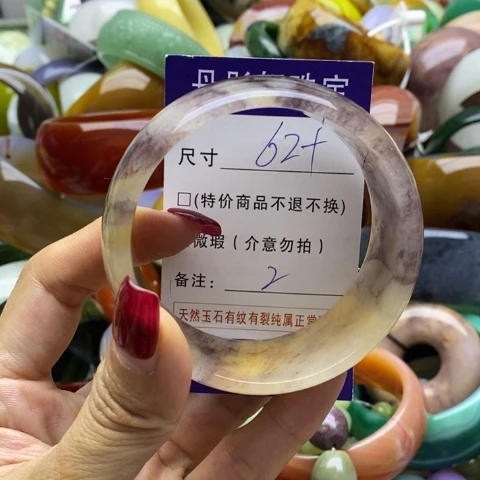 尺寸 62+
□(特价商品不退不换)
微瑕(介意勿拍)
备注: 2
天然玉石有纹有裂纯属正常